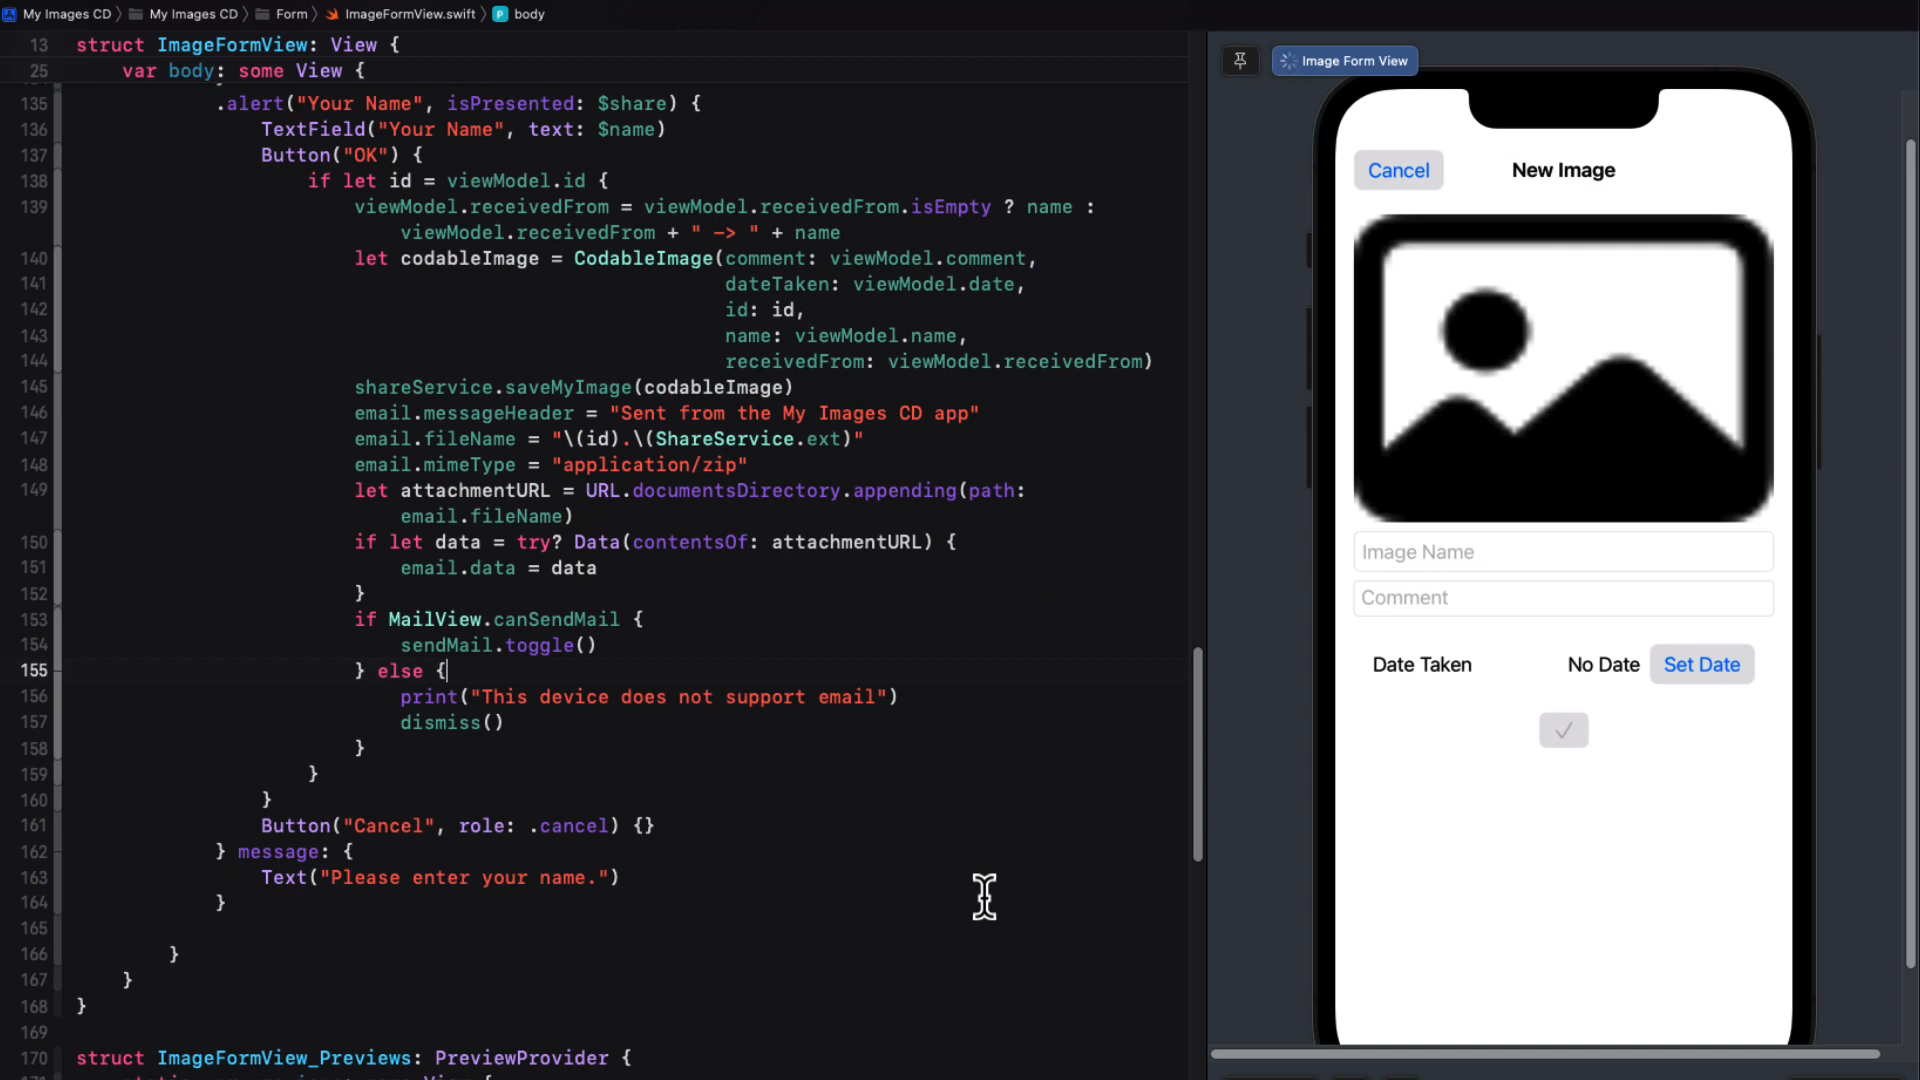 My Images CD 〉 My Images CD 〉 Form 〉 ImageFormView.swift 〉 P body
13 struct ImageFormView: View {
25 var body: some View {
135 .alert("Your Name", isPresented: $share) {
136 TextField("Your Name", text: $name)
137 Button("OK") {
138 if let id = viewModel.id {
139 viewModel.receivedFrom = viewModel.receivedFrom.isEmpty ? name :
viewModel.receivedFrom + " -> " + name
140 let codableImage = CodableImage(comment: viewModel.comment,
141 dateTaken: viewModel.date,
142 id: id,
143 name: viewModel.name,
144 receivedFrom: viewModel.receivedFrom)
145 shareService.saveMyImage(codableImage)
146 email.messageHeader = "Sent from the My Images CD app"
147 email.fileName = "\(id).\(ShareService.ext)"
148 email.mimeType = "application/zip"
149 let attachmentURL = URL.documentsDirectory.appending(path:
email.fileName)
150 if let data = try? Data(contentsOf: attachmentURL) {
151 email.data = data
152 }
153 if MailView.canSendMail {
154 sendMail.toggle()
155 } else {
156 print("This device does not support email")
157 dismiss()
158 }
159 }
160 }
161 Button("Cancel", role: .cancel) {}
162 } message: {
163 Text("Please enter your name.")
164 }
165
166 }
167 }
168 }
169
170 struct ImageFormView_Previews: PreviewProvider {
Image Form View
Cancel
New Image
Image Name
Comment
Date Taken
No Date
Set Date